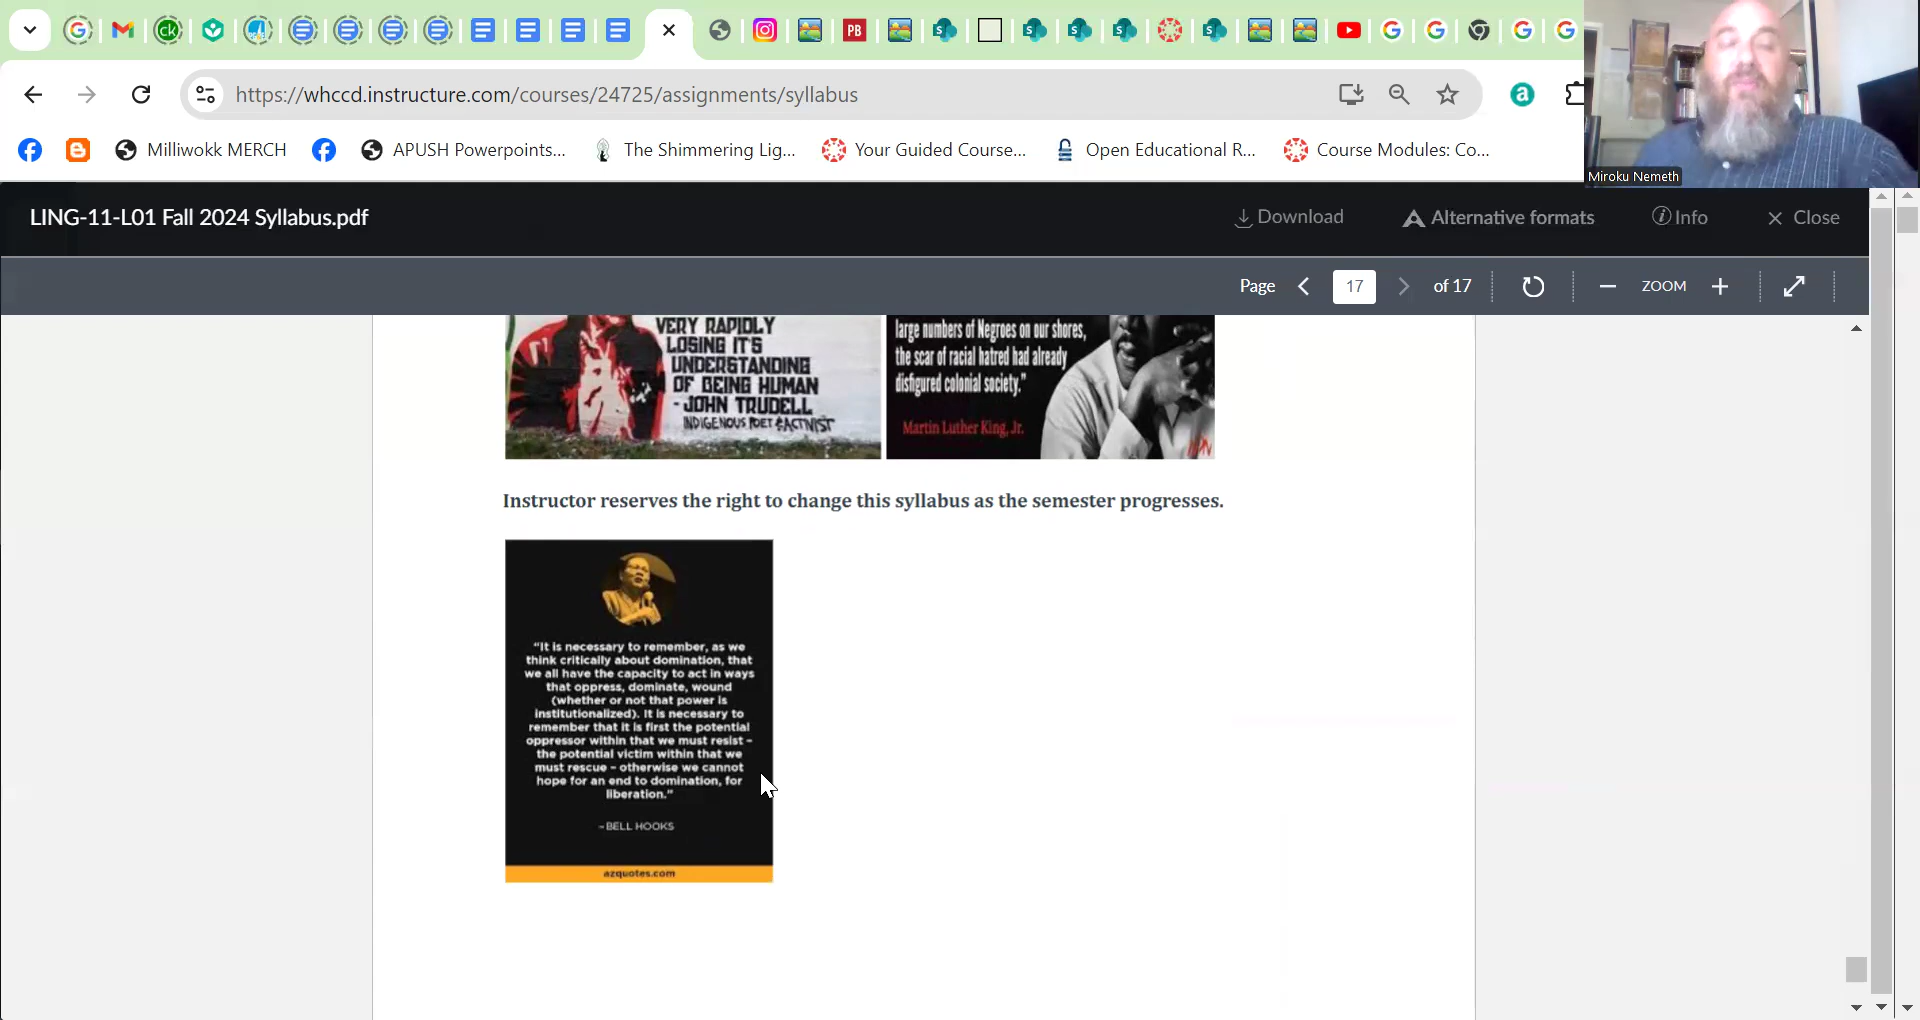 https://whccd.instructure.com/courses/24725/assignments/syllabus
Milliwokk MERCH
APUSH Powerpoints...
The Shimmering Lig...
Your Guided Course...
Open Educational R...
Course Modules: Co...
Miroku Nemeth
LING-11-L01 Fall 2024 Syllabus.pdf
Download
Alternative formats
Info
Close
Page
17
of 17
ZOOM
VERY RAPIDLY
LOSING IT'S
UNDERSTANDING
OF BEING HUMAN
- JOHN TRUDELL
INDIGENOUS POET & ACTIVIST
large numbers of Negroes on our shores,
the scar of racial hatred had already
disfigured colonial society."
Martin Luther King, Jr.
Instructor reserves the right to change this syllabus as the semester progresses.
"It is necessary to remember, as we
think critically about domination, that
we all have the capacity to act in ways
that oppress, dominate, wound
(whether or not that power is
institutionalized). It is necessary to
remember that it is first the potential
oppressor within that we must resist –
the potential victim within that we
must rescue – otherwise we cannot
hope for an end to domination, for
liberation."
– BELL HOOKS
azquotes.com